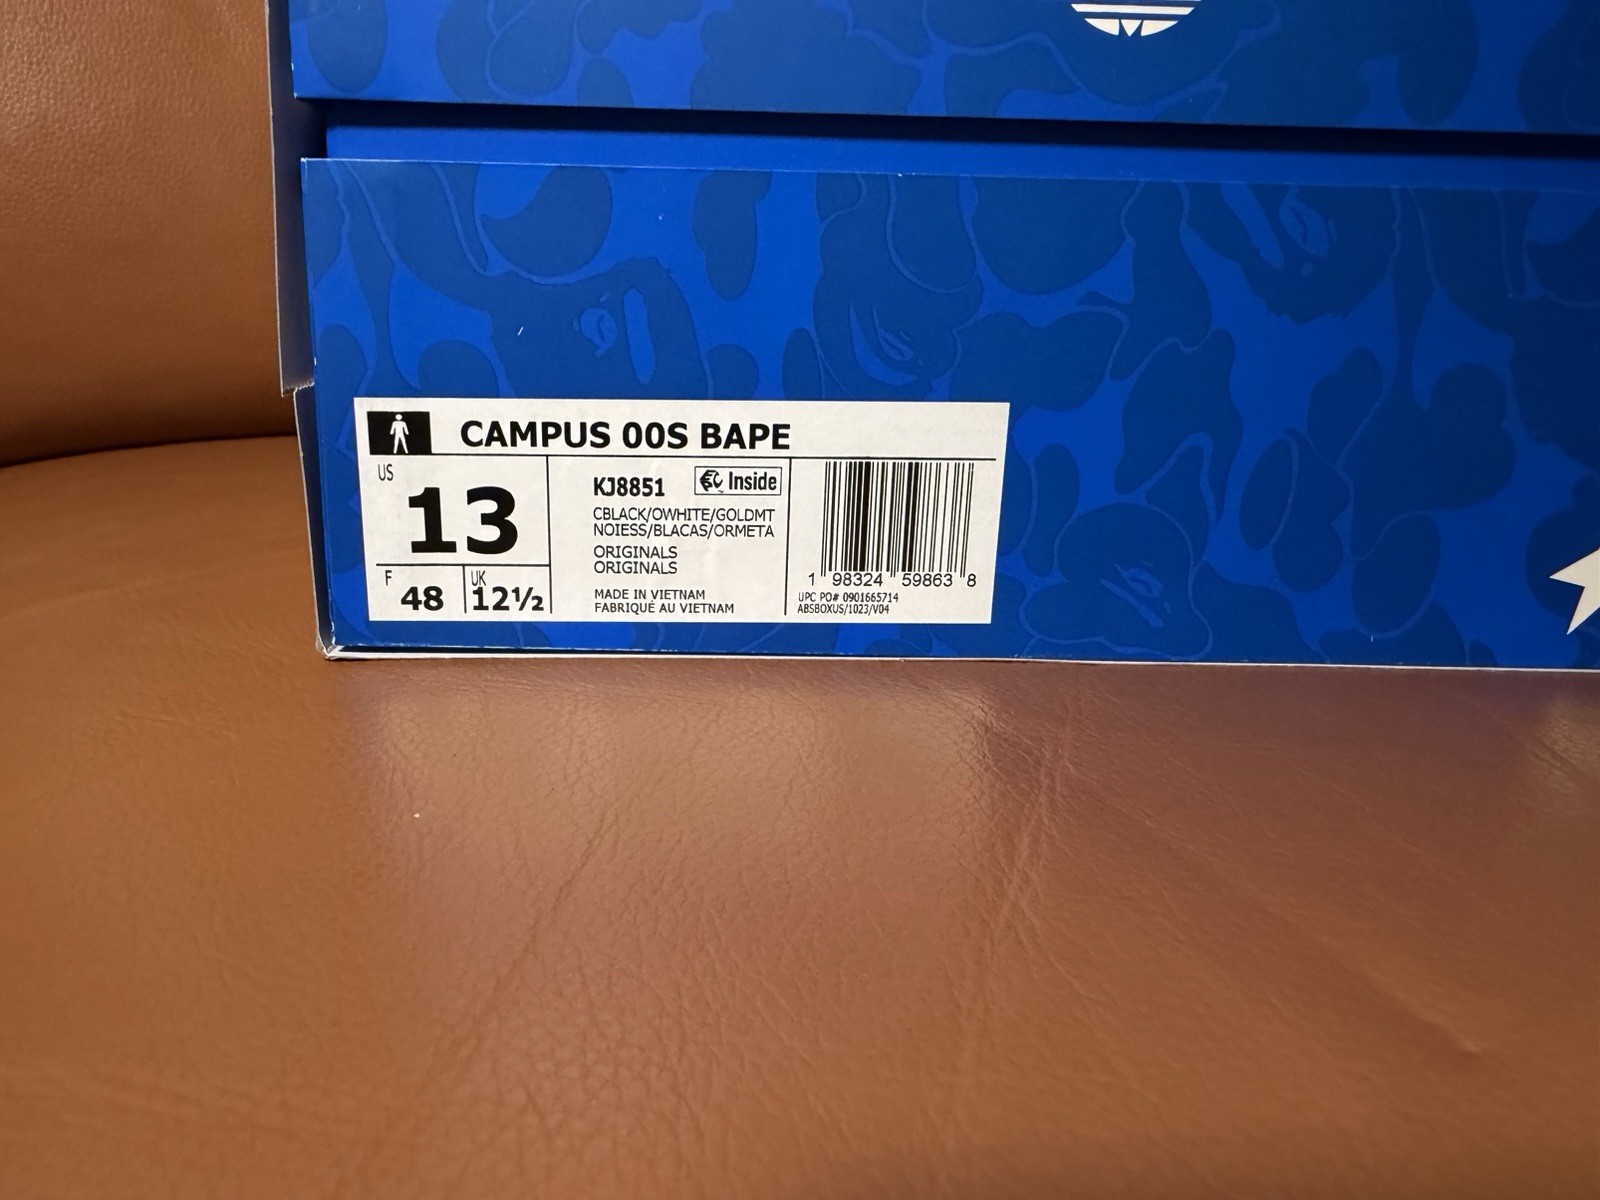 CAMPUS 00S BAPE
US
13
F
48
UK
12½
KJ8851
Inside
CBLACK/OWHITE/GOLDMT
NOIESS/BLACAS/ORMETA
ORIGINALS
ORIGINALS
MADE IN VIETNAM
FABRIQUÉ AU VIETNAM
1 98324 59863 8
UPC PO# 0901665714
ABSBOXUS/1023/V04